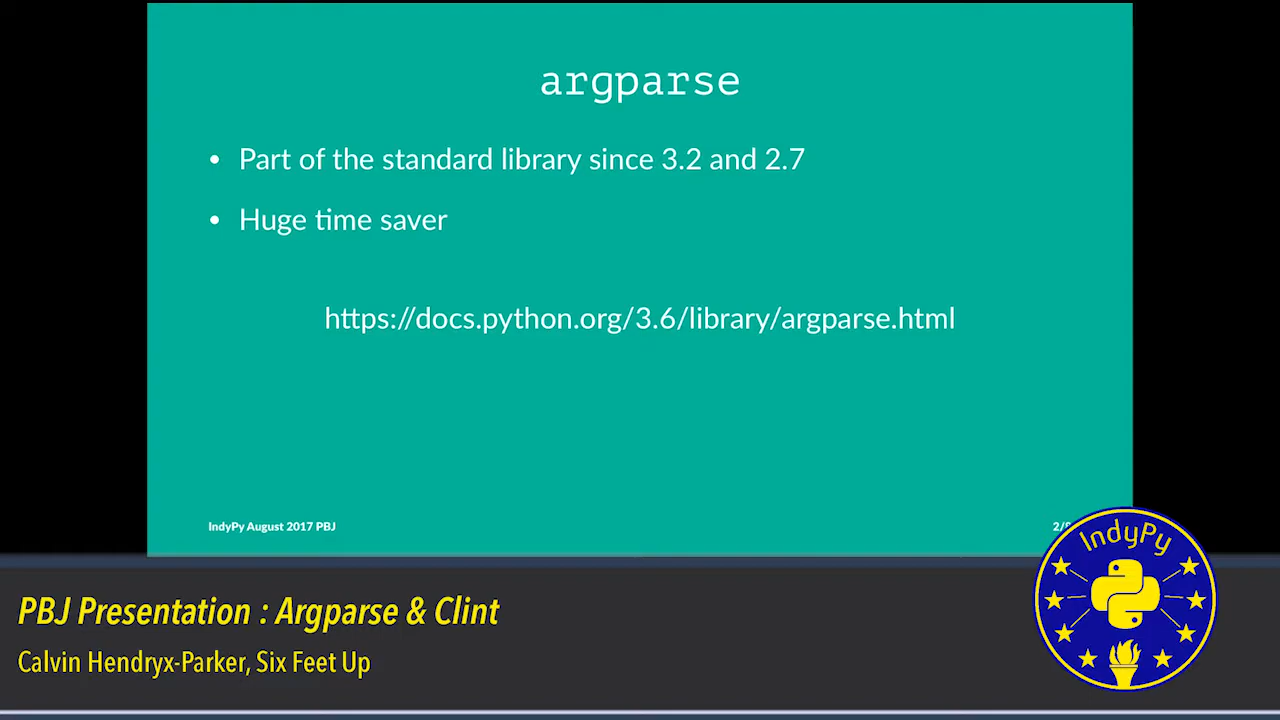 argparse
• Part of the standard library since 3.2 and 2.7
• Huge time saver
https://docs.python.org/3.6/library/argparse.html
IndyPy August 2017 PBJ
2/
IndyPy
PBJ Presentation : Argparse & Clint
Calvin Hendryx-Parker, Six Feet Up